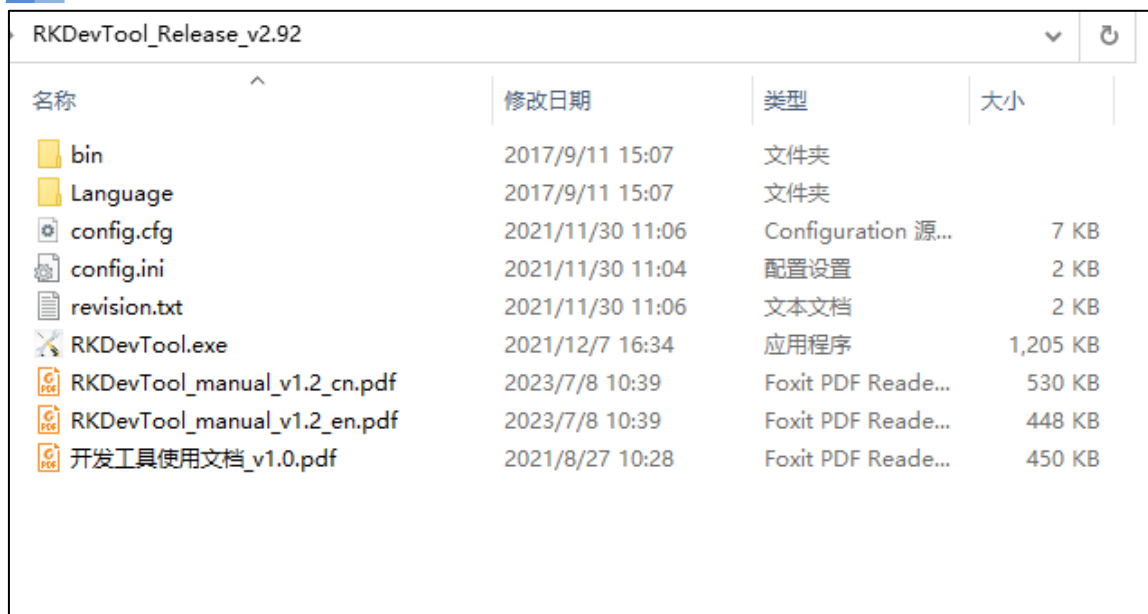 RKDevTool_Release_v2.92
名称 修改日期 类型 大小
bin 2017/9/11 15:07 文件夹
Language 2017/9/11 15:07 文件夹
config.cfg 2021/11/30 11:06 Configuration 源... 7 KB
config.ini 2021/11/30 11:04 配置设置 2 KB
revision.txt 2021/11/30 11:06 文本文档 2 KB
RKDevTool.exe 2021/12/7 16:34 应用程序 1,205 KB
RKDevTool_manual_v1.2_cn.pdf 2023/7/8 10:39 Foxit PDF Reade... 530 KB
RKDevTool_manual_v1.2_en.pdf 2023/7/8 10:39 Foxit PDF Reade... 448 KB
开发工具使用文档_v1.0.pdf 2021/8/27 10:28 Foxit PDF Reade... 450 KB